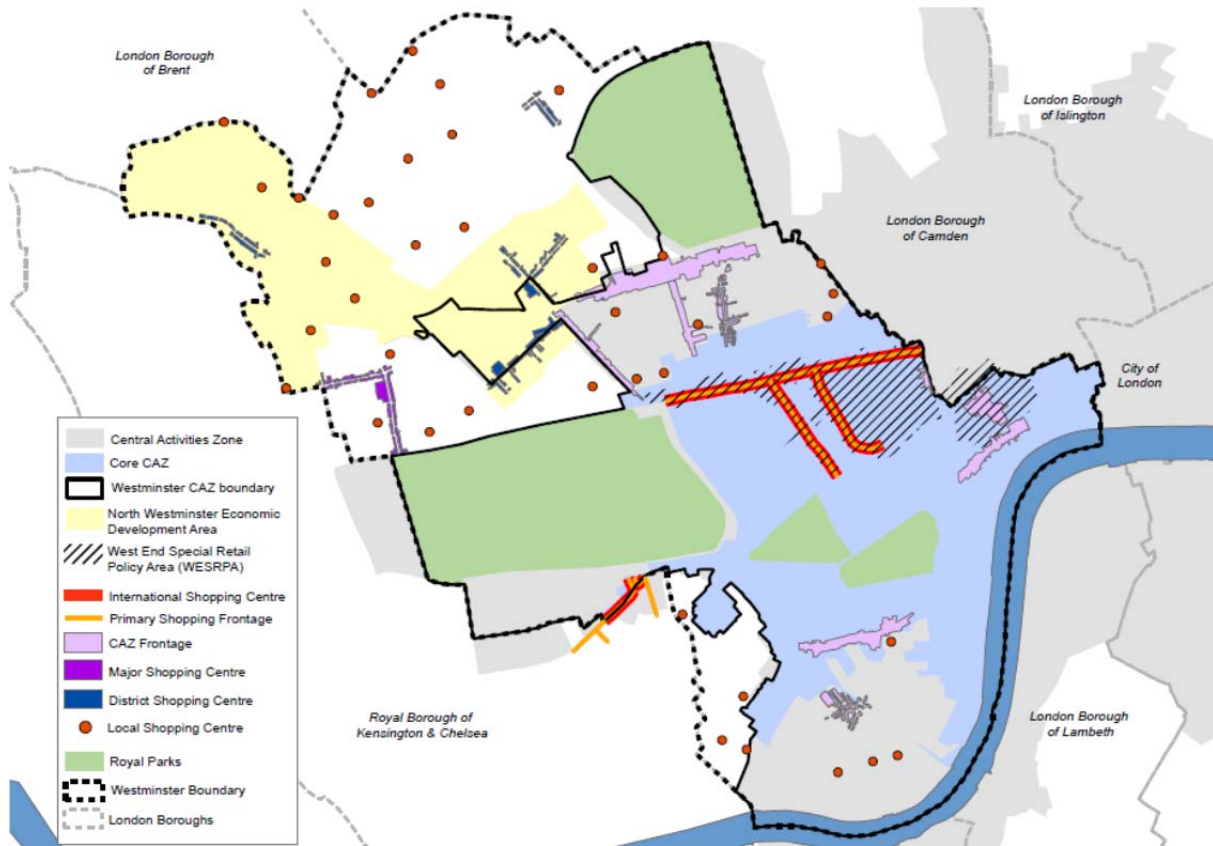 London Borough
of Brent
London Borough
of Islington
London Borough
of Camden
City of
London
Central Activities Zone
Core CAZ
Westminster CAZ boundary
North Westminster Economic
Development Area
West End Special Retail
Policy Area (WESRPA)
International Shopping Centre
Primary Shopping Frontage
CAZ Frontage
Major Shopping Centre
District Shopping Centre
Local Shopping Centre
Royal Parks
Westminster Boundary
London Boroughs
Royal Borough of
Kensington & Chelsea
London Borough
of Lambeth